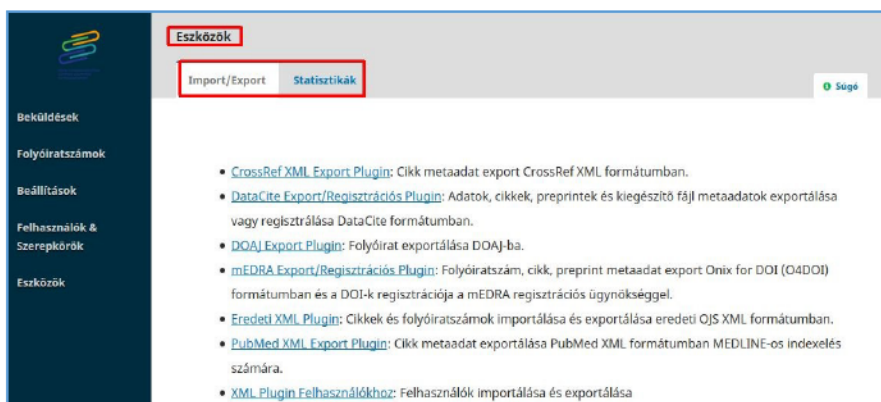 Eszközök
Import/Export
Statisztikák
Súgó
Beküldések
Folyóiratszámok
Beállítások
Felhasználók &
Szerepkörök
Eszközök
CrossRef XML Export Plugin: Cikk metaadat export CrossRef XML formátumban.
DataCite Export/Regisztrációs Plugin: Adatok, cikkek, preprintek és kiegészítő fájl metaadatok exportálása
vagy regisztrálása DataCite formátumban.
DOAJ Export Plugin: Folyóirat exportálása DOAJ-ba.
mEDRA Export/Regisztrációs Plugin: Folyóiratszám, cikk, preprint metaadat export Onix for DOI (O4DOI)
formátumban és a DOI-k regisztrációja a mEDRA regisztrációs ügynökséggel.
Eredeti XML Plugin: Cikkek és folyóiratszámok importálása és exportálása eredeti OJS XML formátumban.
PubMed XML Export Plugin: Cikk metaadat exportálása PubMed XML formátumban MEDLINE-os indexelés
számára.
XML Plugin Felhasználókhoz: Felhasználók importálása és exportálása